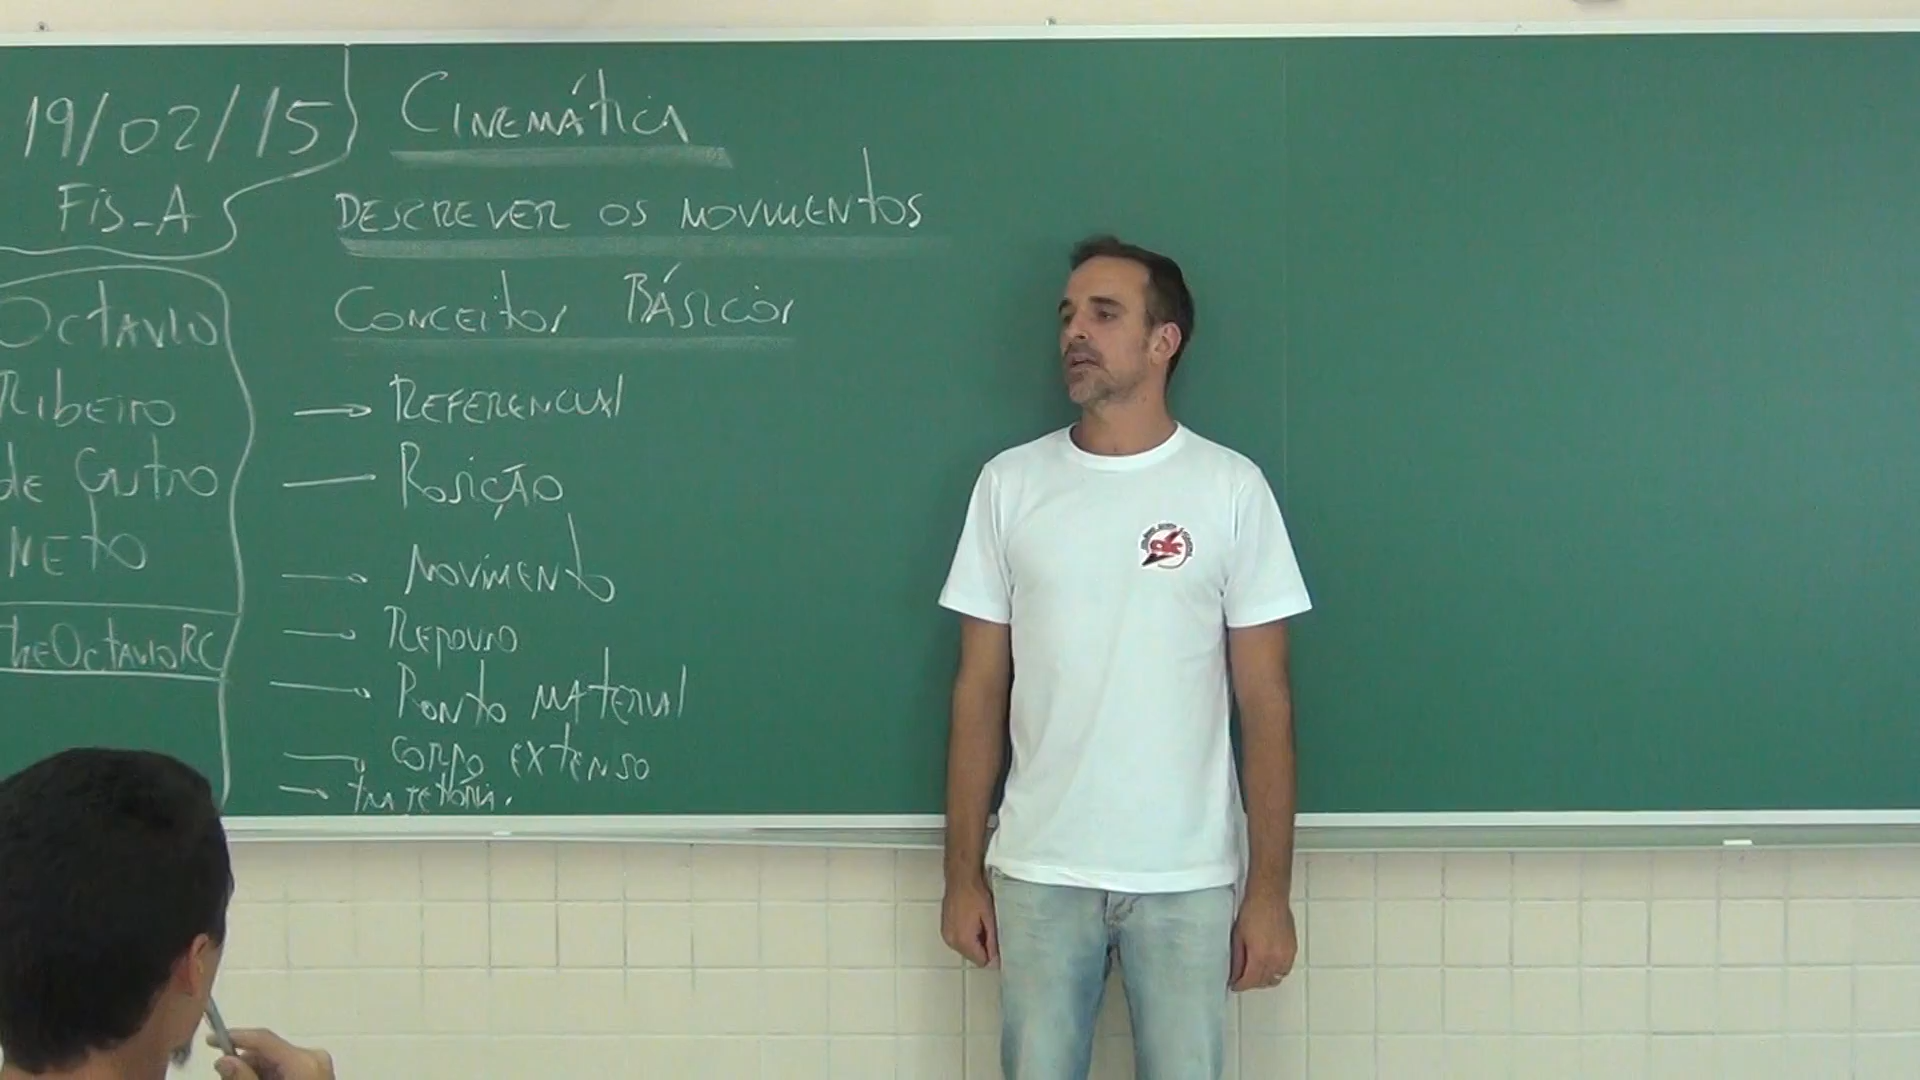 19/02/15
Fis-A
Octavio
Ribeiro
de Castro
Neto
theOctavioRC
Cinemática
Descrever os movimentos
Conceitos Básicos
→ Referencial
— Posição
→ Movimento
→ Repouso
→ Ponto material
→ Corpo extenso
→ trajetória.